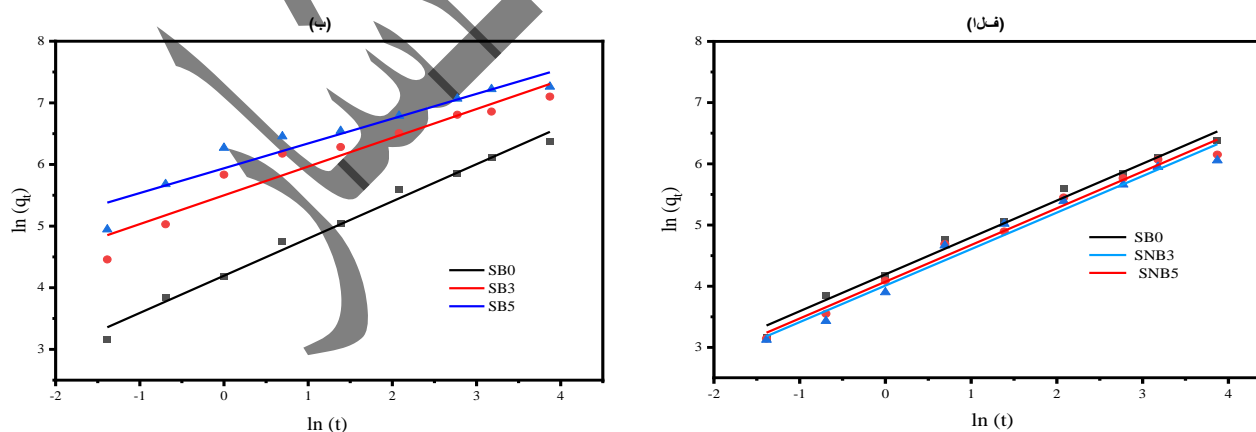 (ب)
ln (qt)
8
7
6
5
4
3
SB0
SB3
SB5
-2 -1 0 1 2 3 4
ln (t)
(الف)
ln (qt)
8
7
6
5
4
3
SB0
SNB3
SNB5
-2 -1 0 1 2 3 4
ln (t)